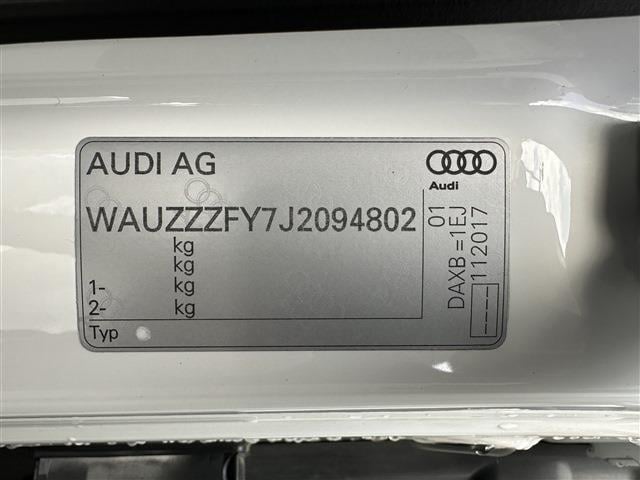 AUDI AG
Audi
WAUZZZFY7J2094802
kg
kg
1- kg
2- kg
Typ
01
DAXB =1EJ
112017